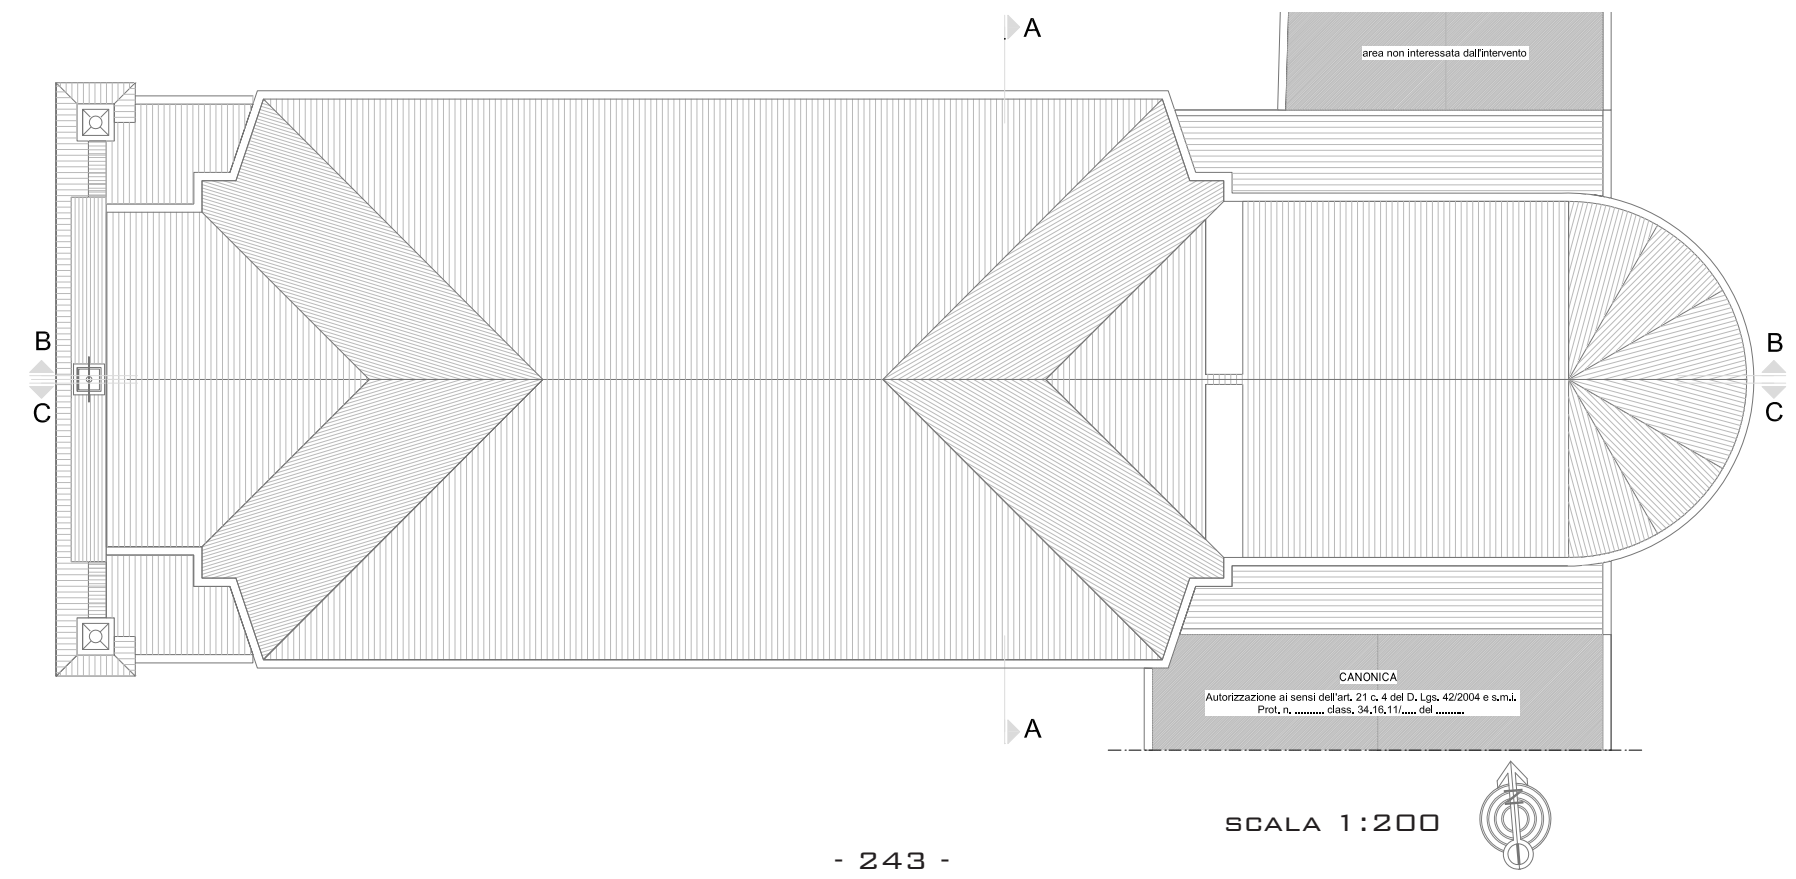 A
area non interessata dall'intervento
B
B
C
C
CANONICA
Autorizzazione ai sensi dell'art. 21 c. 4 del D. Lgs. 42/2004 e s.m.i.
Prot. n. .......... class. 34.16.11/..... del ..........
A
N
SCALA 1:200
- 243 -